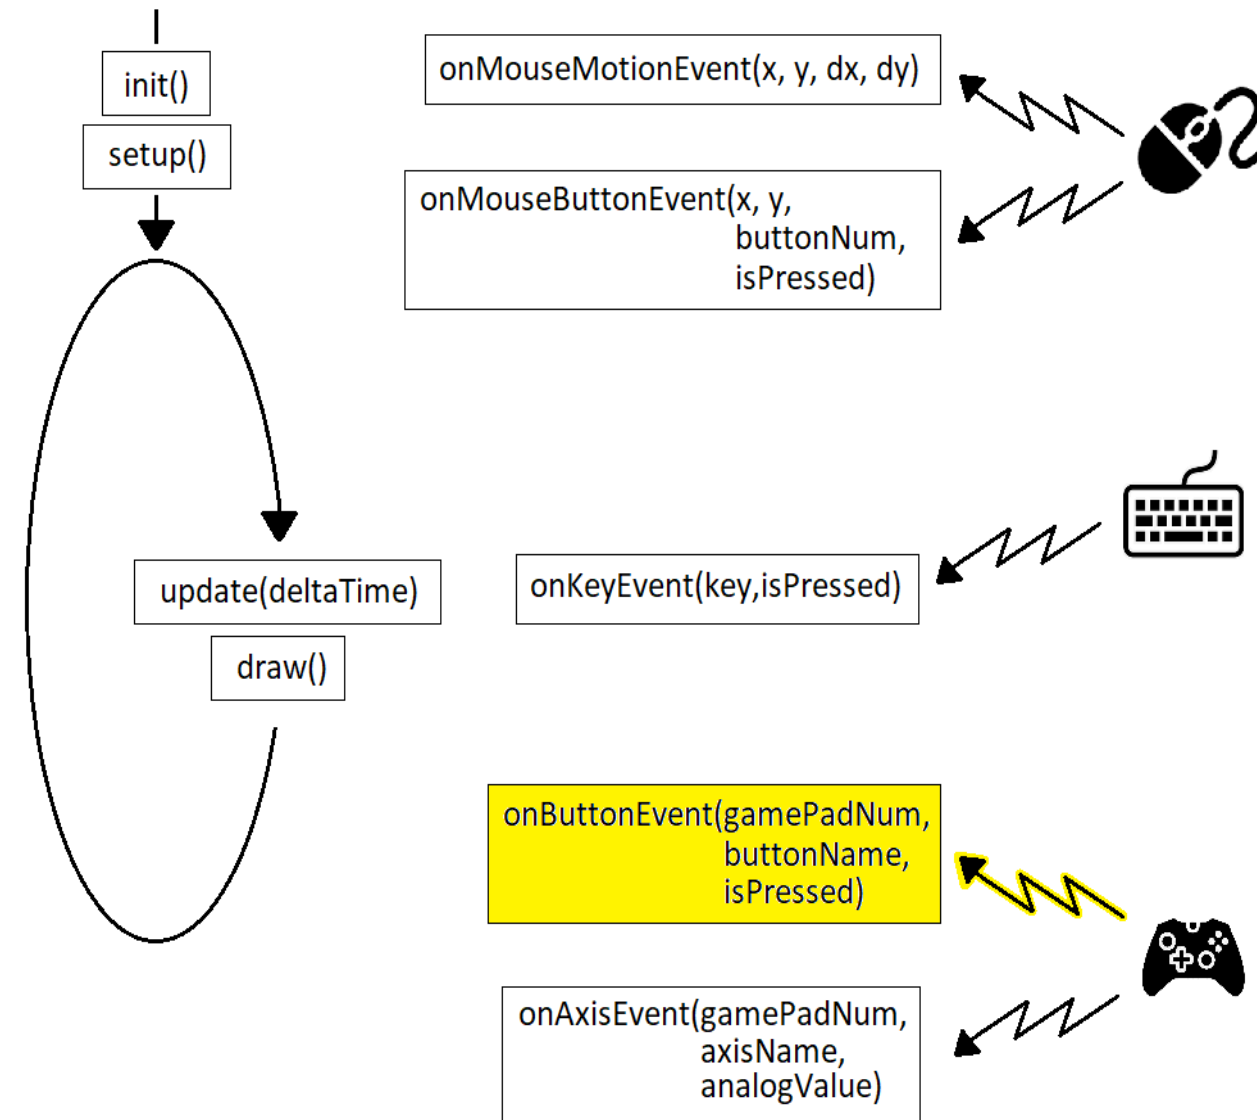 init()
setup()
update(deltaTime)
draw()
onMouseMotionEvent(x, y, dx, dy)
onMouseButtonEvent(x, y,
buttonNum,
isPressed)
onKeyEvent(key,isPressed)
onButtonEvent(gamePadNum,
buttonName,
isPressed)
onAxisEvent(gamePadNum,
axisName,
analogValue)